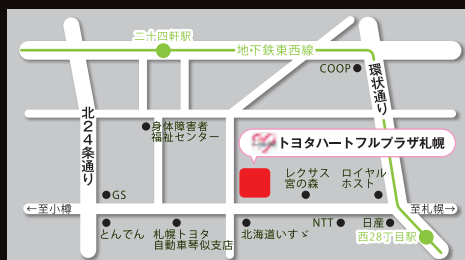 二十四軒駅
地下鉄東西線
COOP
環状通り
北24条通り
身体障害者
福祉センター
トヨタハートフルプラザ札幌
レクサス
宮の森
ロイヤル
ホスト
GS
←至小樽
至札幌→
とんでん
札幌トヨタ
自動車琴似支店
北海道いすゞ
NTT
日産
西28丁目駅